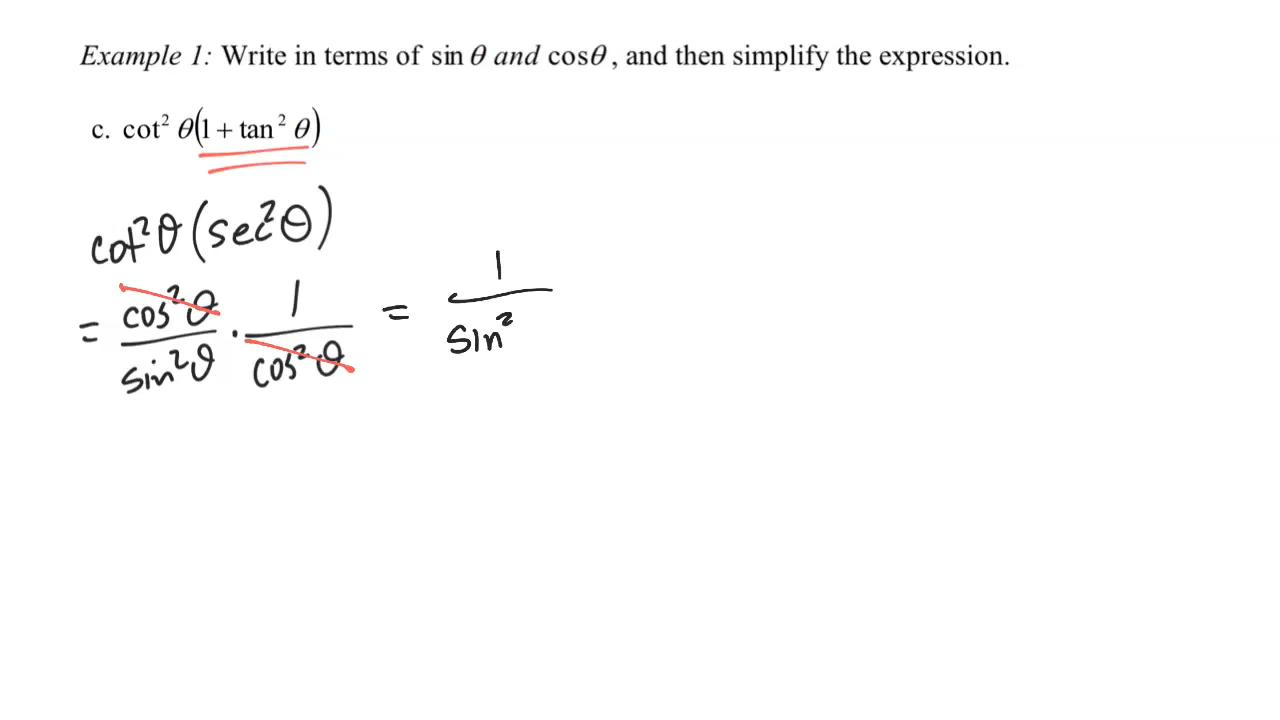 Example 1: Write in terms of sin θ and cosθ, and then simplify the expression.
c. cot² θ(1 + tan² θ)
cot²θ (sec²θ)
= cos²θ/sin²θ · 1/cos²θ = 1/sin²